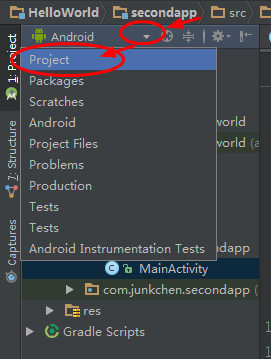 HelloWorld secondapp src
Android
1: Project
Project
Packages
Scratches
Android
Project Files
Problems
Production
Tests
Tests
Android Instrumentation Tests
7: Structure
Captures
world
world (a
dapp
MainActivity
com.junkchen.secondapp
res
Gradle Scripts